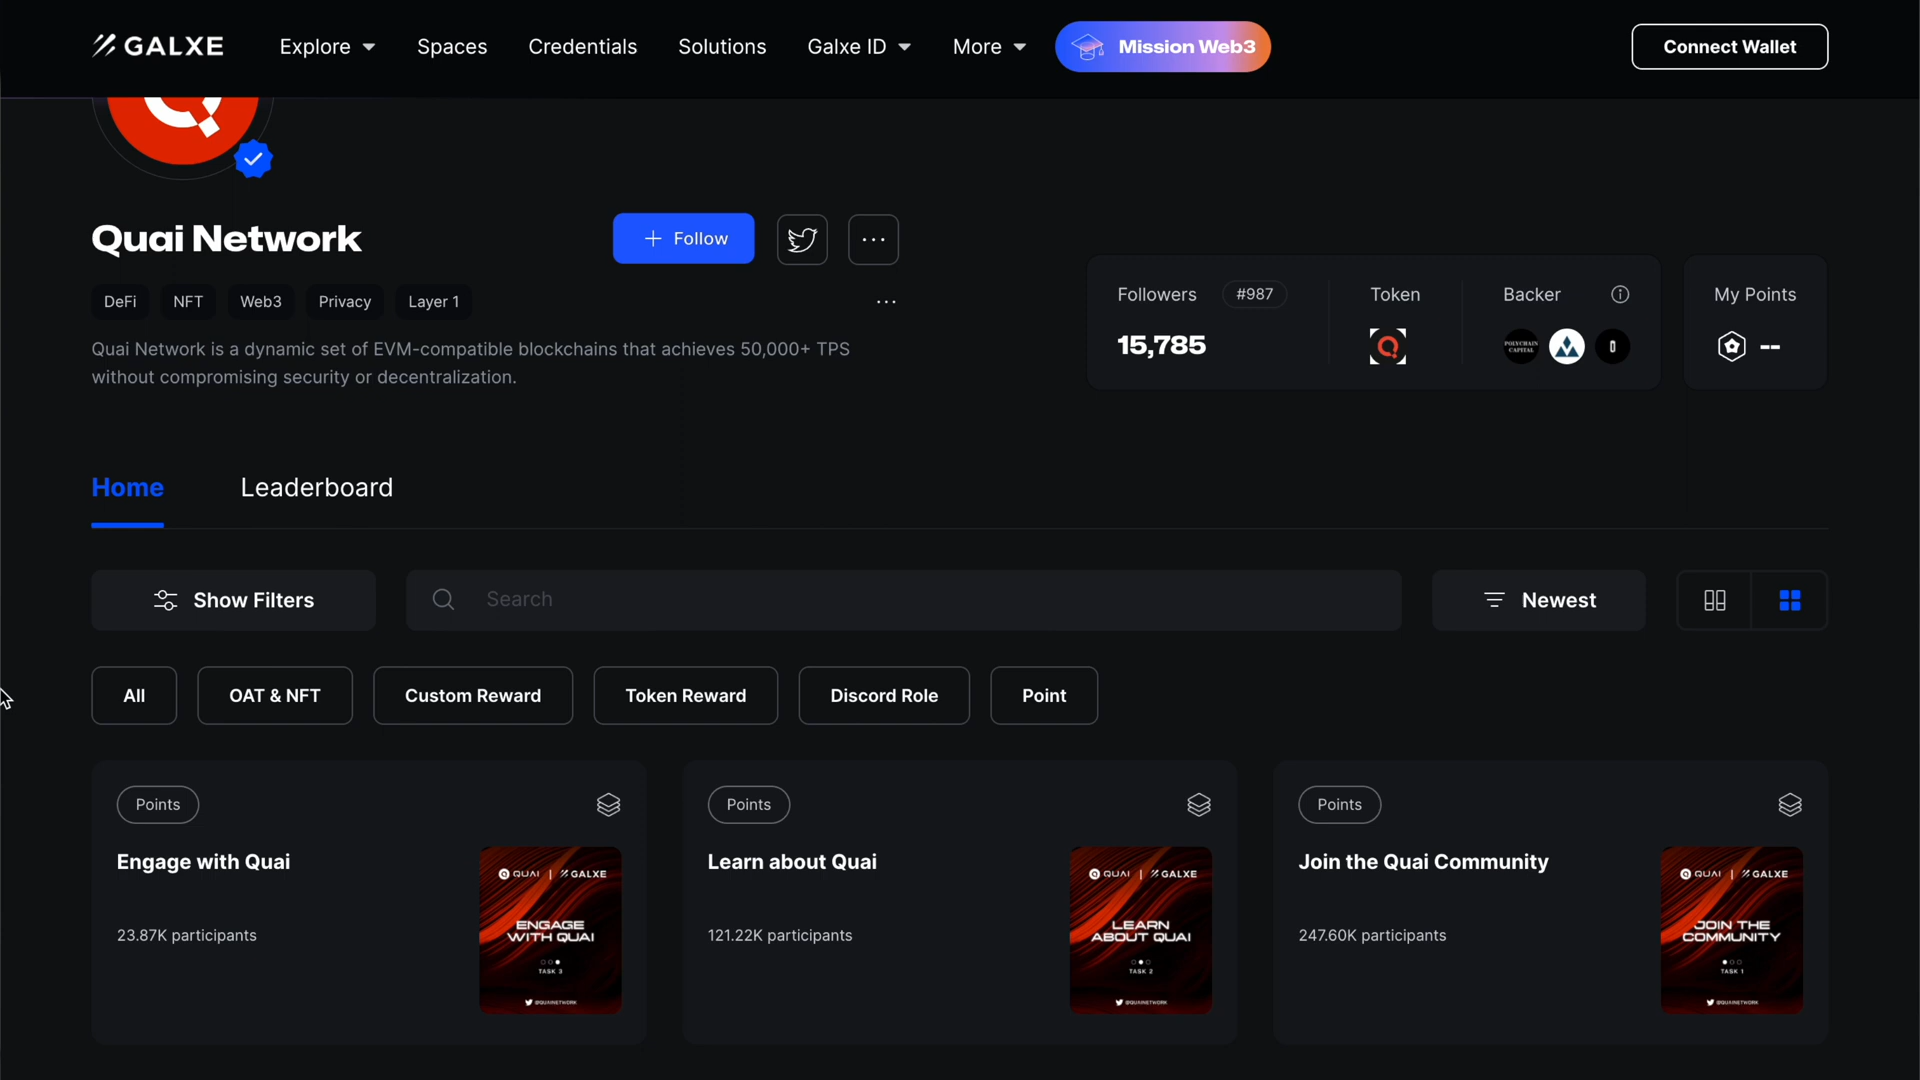 GALXE
Explore
Spaces
Credentials
Solutions
Galxe ID
More
Mission Web3
Connect Wallet
Quai Network
+ Follow
DeFi
NFT
Web3
Privacy
Layer 1
Quai Network is a dynamic set of EVM-compatible blockchains that achieves 50,000+ TPS
without compromising security or decentralization.
Followers
#987
15,785
Token
Backer
POLYCHAIN
CAPITAL
My Points
--
Home
Leaderboard
Show Filters
Search
Newest
All
OAT & NFT
Custom Reward
Token Reward
Discord Role
Point
Points
Engage with Quai
23.87K participants
QUAI | GALXE
ENGAGE
WITH QUAI
TASK 3
@QUAINETWORK
Points
Learn about Quai
121.22K participants
QUAI | GALXE
LEARN
ABOUT QUAI
TASK 2
@QUAINETWORK
Points
Join the Quai Community
247.60K participants
QUAI | GALXE
JOIN THE
COMMUNITY
TASK 1
@QUAINETWORK